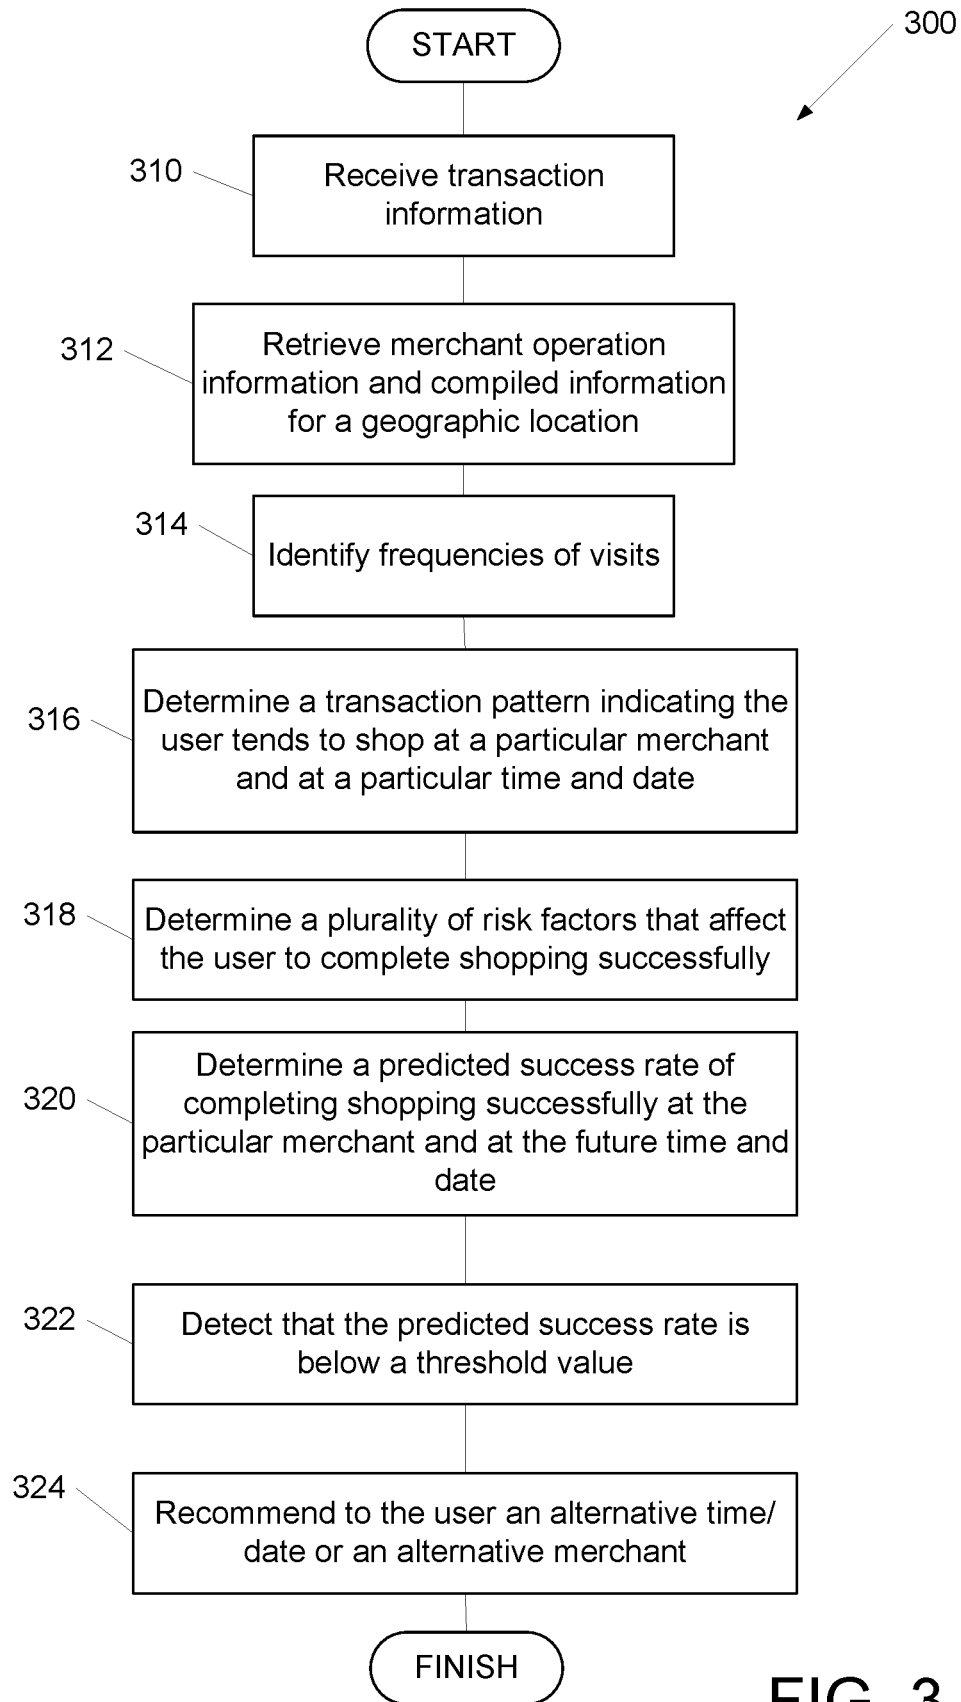 START
300
310
Receive transaction
information
312
Retrieve merchant operation
information and compiled information
for a geographic location
314
Identify frequencies of visits
316
Determine a transaction pattern indicating the
user tends to shop at a particular merchant
and at a particular time and date
318
Determine a plurality of risk factors that affect
the user to complete shopping successfully
320
Determine a predicted success rate of
completing shopping successfully at the
particular merchant and at the future time and
date
322
Detect that the predicted success rate is
below a threshold value
324
Recommend to the user an alternative time/
date or an alternative merchant
FINISH
FIG. 3